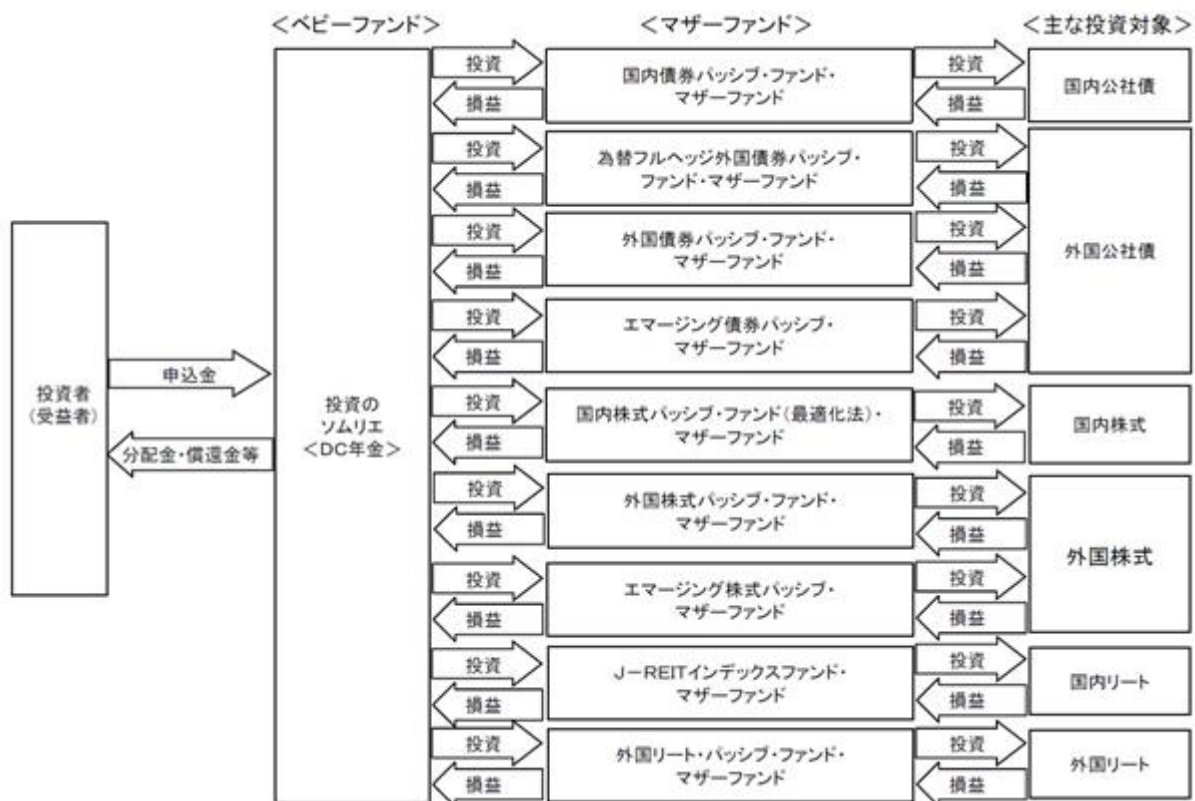 ＜ベビーファンド＞
＜マザーファンド＞
＜主な投資対象＞
投資者
(受益者)
申込金
分配金・償還金等
投資の
ソムリエ
＜DC年金＞
投資
損益
国内債券パッシブ・ファンド・
マザーファンド
投資
損益
国内公社債
投資
損益
為替フルヘッジ外国債券パッシブ・
ファンド・マザーファンド
投資
損益
投資
損益
外国債券パッシブ・ファンド・
マザーファンド
投資
損益
外国公社債
投資
損益
エマージング債券パッシブ・
マザーファンド
投資
損益
投資
損益
国内株式パッシブ・ファンド(最適化法)・
マザーファンド
投資
損益
国内株式
投資
損益
外国株式パッシブ・ファンド・
マザーファンド
投資
損益
外国株式
投資
損益
エマージング株式パッシブ・
マザーファンド
投資
損益
投資
損益
J－REITインデックスファンド・
マザーファンド
投資
損益
国内リート
投資
損益
外国リート・パッシブ・ファンド・
マザーファンド
投資
損益
外国リート